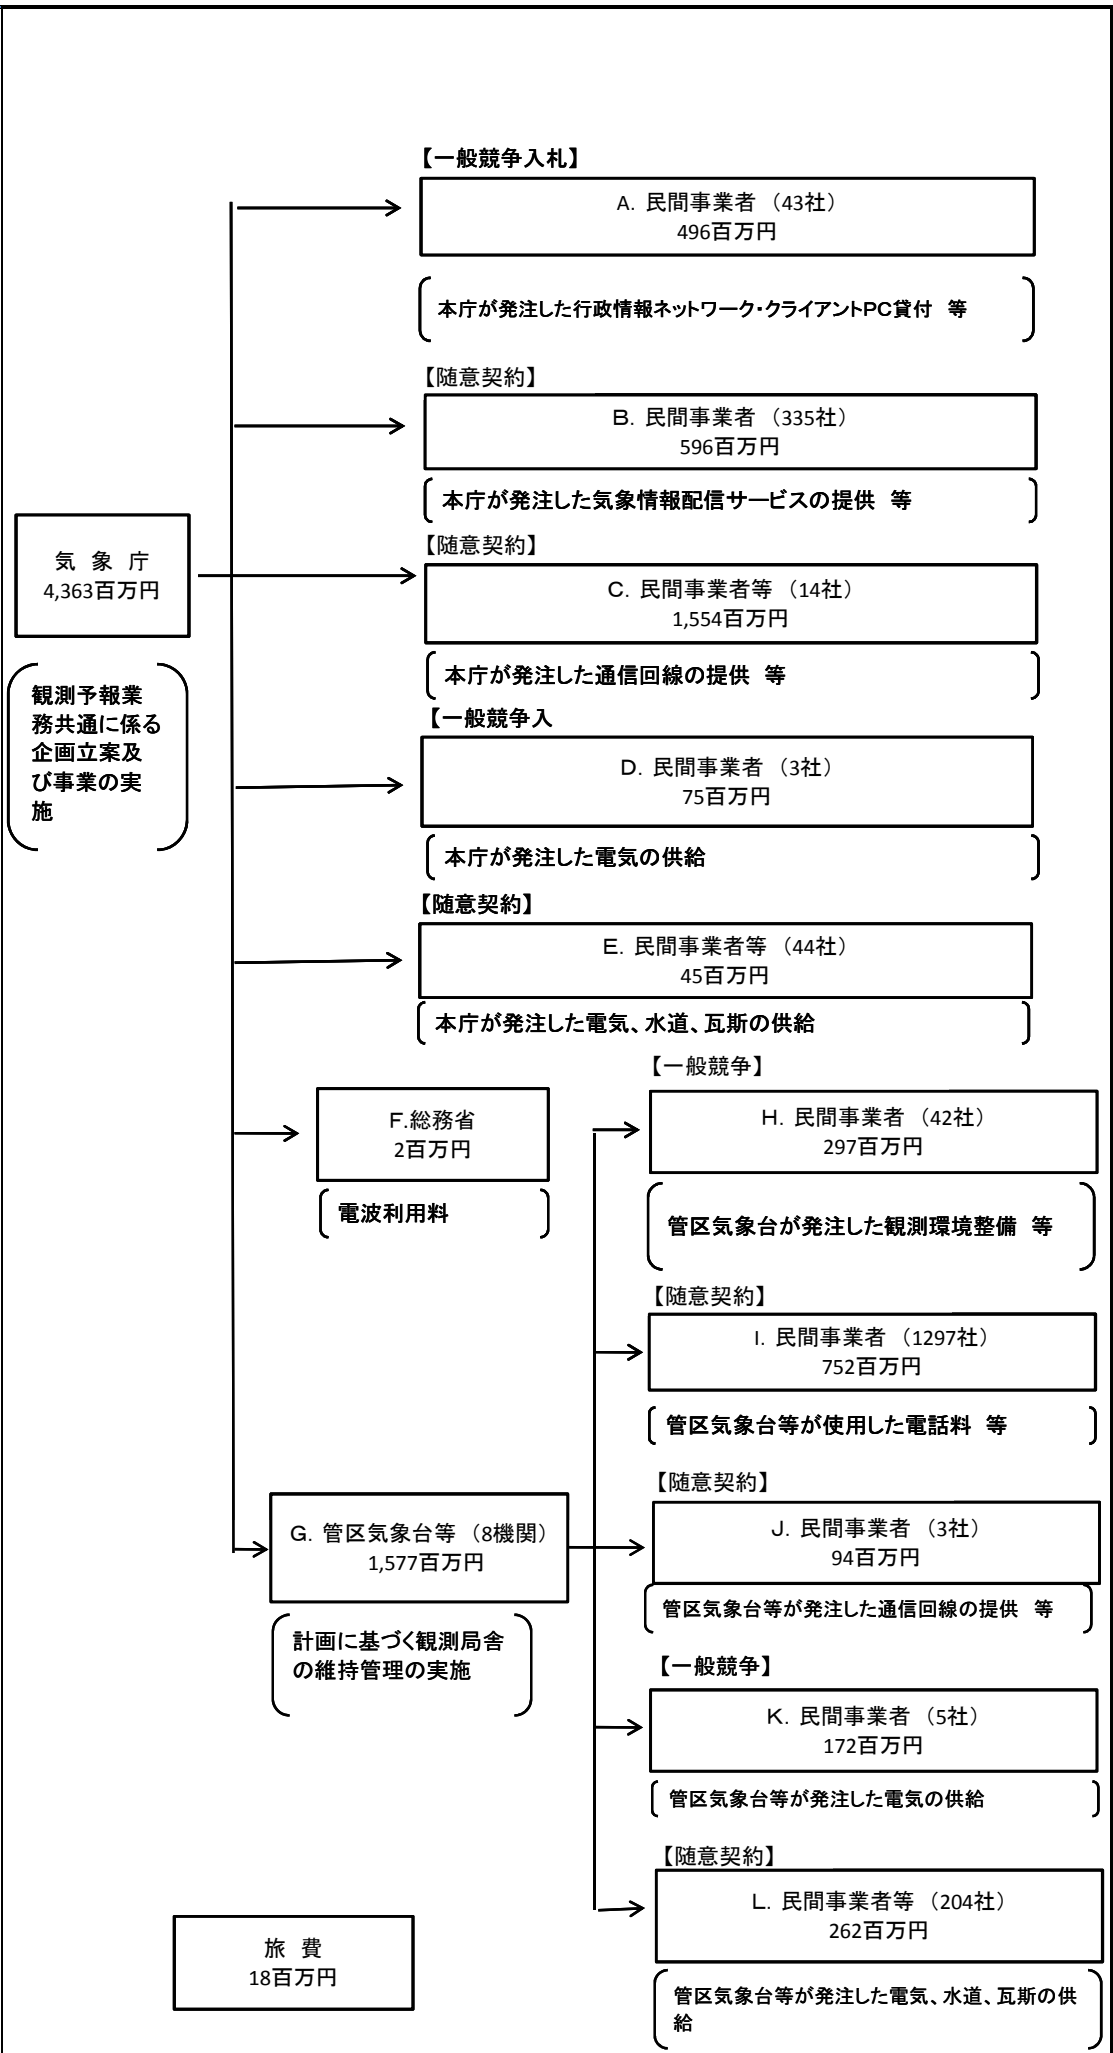 【一般競争入札】
A. 民間事業者 （43社）
496百万円
本庁が発注した行政情報ネットワーク・クライアントPC貸付 等
【随意契約】
B. 民間事業者 （335社）
596百万円
本庁が発注した気象情報配信サービスの提供 等
気 象 庁
4,363百万円
観測予報業
務共通に係る
企画立案及
び事業の実
施
【随意契約】
C. 民間事業者等 （14社）
1,554百万円
本庁が発注した通信回線の提供 等
【一般競争入
D. 民間事業者 （3社）
75百万円
本庁が発注した電気の供給
【随意契約】
E. 民間事業者等 （44社）
45百万円
本庁が発注した電気、水道、瓦斯の供給
F.総務省
2百万円
電波利用料
【一般競争】
H. 民間事業者 （42社）
297百万円
管区気象台が発注した観測環境整備 等
【随意契約】
I. 民間事業者 （1297社）
752百万円
管区気象台等が使用した電話料 等
G. 管区気象台等 （8機関）
1,577百万円
計画に基づく観測局舎
の維持管理の実施
【随意契約】
J. 民間事業者 （3社）
94百万円
管区気象台等が発注した通信回線の提供 等
【一般競争】
K. 民間事業者 （5社）
172百万円
管区気象台等が発注した電気の供給
【随意契約】
L. 民間事業者等 （204社）
262百万円
管区気象台等が発注した電気、水道、瓦斯の供
給
旅 費
18百万円